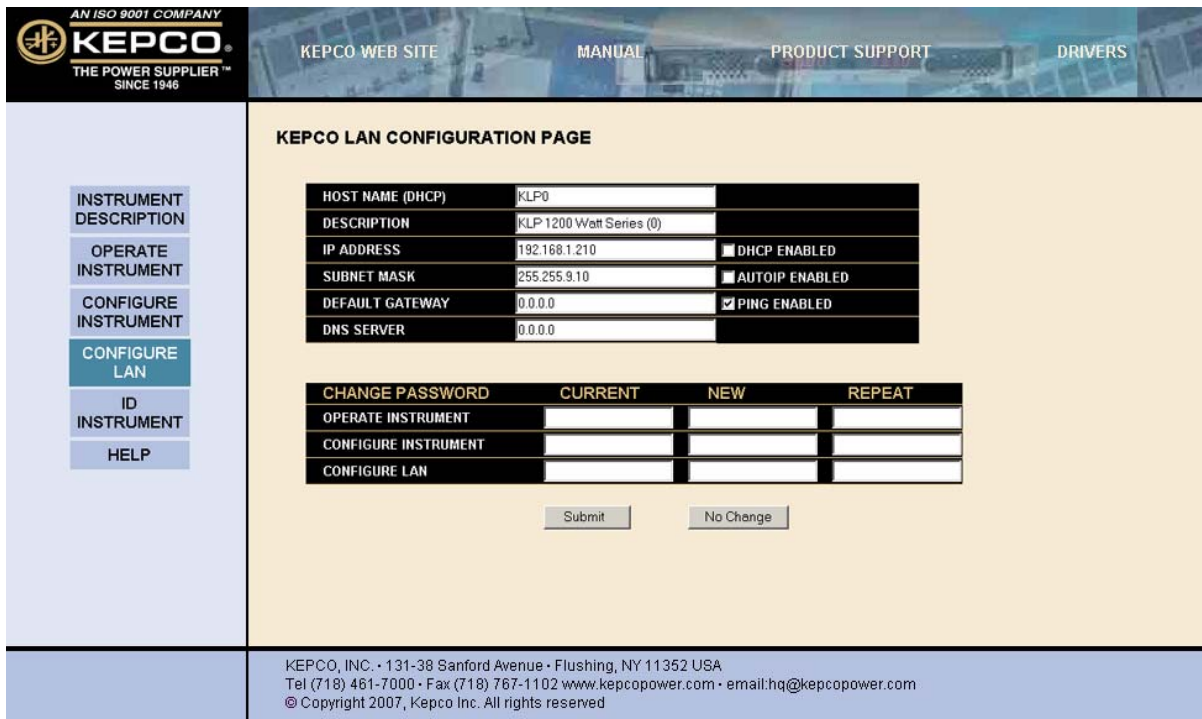 AN ISO 9001 COMPANY
KEPCO®
THE POWER SUPPLIER™
SINCE 1946
KEPCO WEB SITE MANUAL PRODUCT SUPPORT DRIVERS
INSTRUMENT
DESCRIPTION
OPERATE
INSTRUMENT
CONFIGURE
INSTRUMENT
CONFIGURE
LAN
ID
INSTRUMENT
HELP
KEPCO LAN CONFIGURATION PAGE
HOST NAME (DHCP) KLP0
DESCRIPTION KLP 1200 Watt Series (0)
IP ADDRESS 192.168.1.210 DHCP ENABLED
SUBNET MASK 255.255.9.10 AUTOIP ENABLED
DEFAULT GATEWAY 0.0.0.0 PING ENABLED
DNS SERVER 0.0.0.0
CHANGE PASSWORD CURRENT NEW REPEAT
OPERATE INSTRUMENT
CONFIGURE INSTRUMENT
CONFIGURE LAN
Submit No Change
KEPCO, INC. • 131-38 Sanford Avenue • Flushing, NY 11352 USA
Tel (718) 461-7000 • Fax (718) 767-1102 www.kepcopower.com • email:hq@kepcopower.com
© Copyright 2007, Kepco Inc. All rights reserved